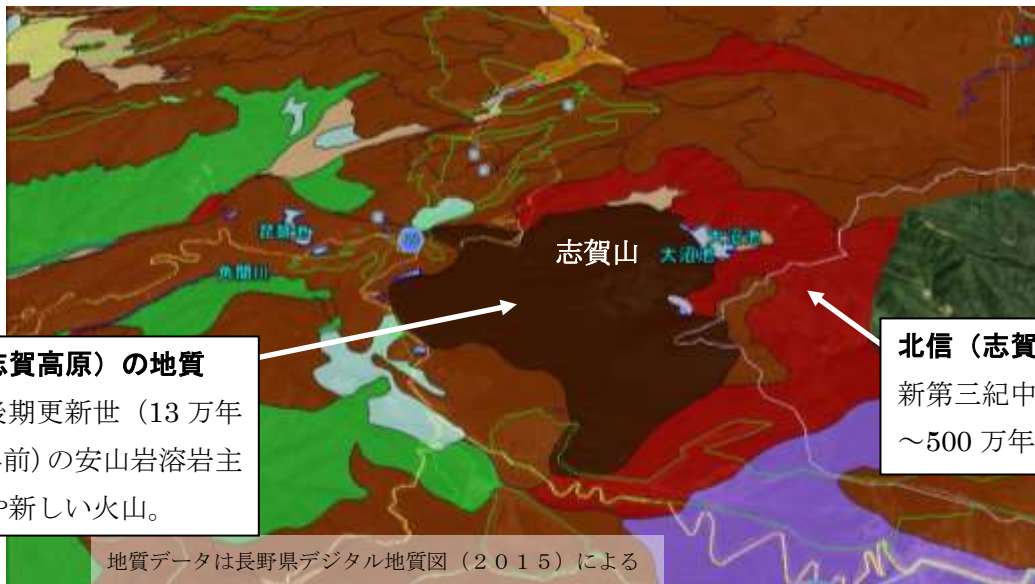 志賀山
昆蘭池
大沼池
角間川
志賀高原）の地質
後期更新世（13 万年
前）の安山岩溶岩主
や新しい火山。
北信（志賀
新第三紀中
～500 万年
地質データは長野県デジタル地質図（２０１５）による